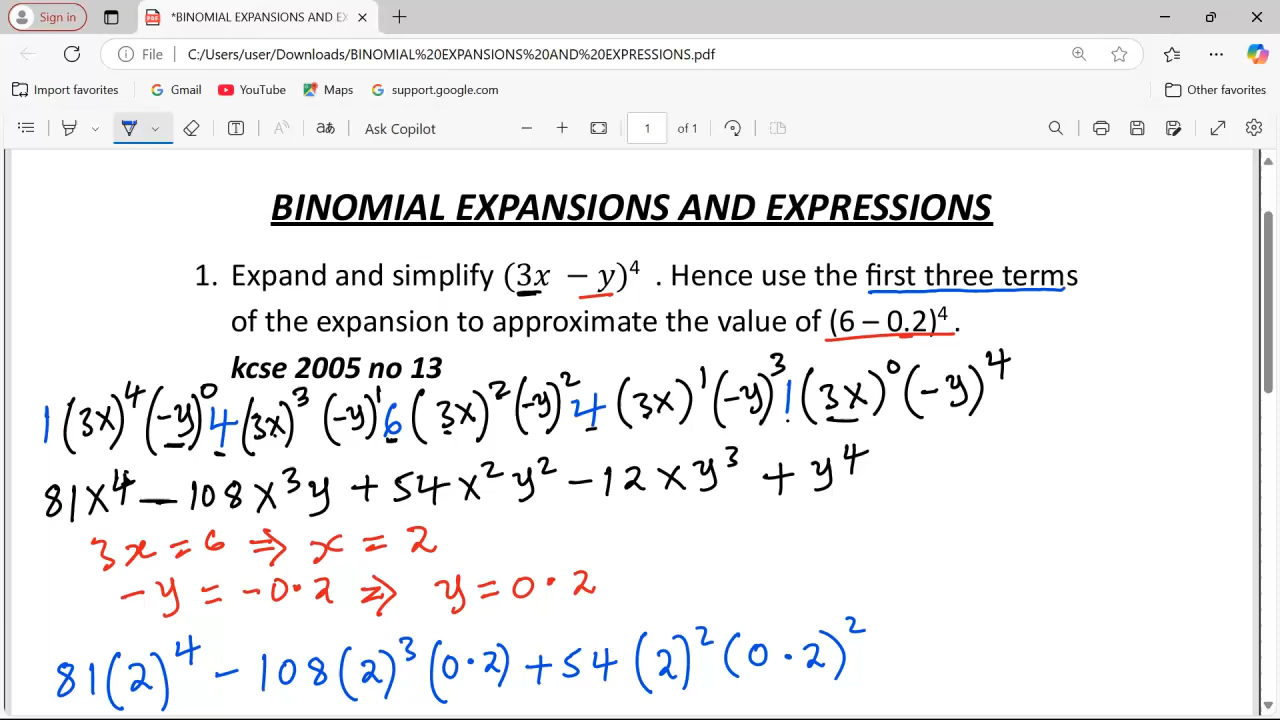 Sign in
*BINOMIAL EXPANSIONS AND EX
File C:/Users/user/Downloads/BINOMIAL%20EXPANSIONS%20AND%20EXPRESSIONS.pdf
Import favorites Gmail YouTube Maps support.google.com Other favorites
Ask Copilot 1 of 1
BINOMIAL EXPANSIONS AND EXPRESSIONS
1. Expand and simplify (3x − y)⁴ . Hence use the first three terms
of the expansion to approximate the value of (6 – 0.2)⁴ .
kcse 2005 no 13
1 (3x)⁴ (-y)⁰ 4 (3x)³ (-y)¹ 6 (3x)² (-y)² 4 (3x)¹ (-y)³ 1 (3x)⁰ (-y)⁴
81x⁴ - 108x³y + 54x²y² - 12xy³ + y⁴
3x = 6 ⇒ x = 2
-y = -0.2 ⇒ y = 0.2
81(2)⁴ - 108(2)³(0.2) + 54(2)²(0.2)²